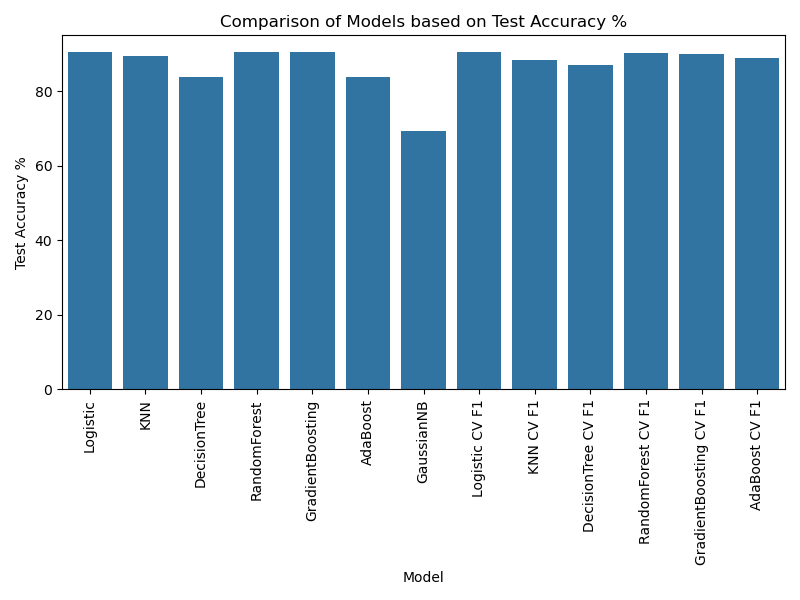 Comparison of Models based on Test Accuracy %
Test Accuracy %
80
60
40
20
0
Logistic
KNN
DecisionTree
RandomForest
GradientBoosting
AdaBoost
GaussianNB
Logistic CV F1
KNN CV F1
DecisionTree CV F1
RandomForest CV F1
GradientBoosting CV F1
AdaBoost CV F1
Model